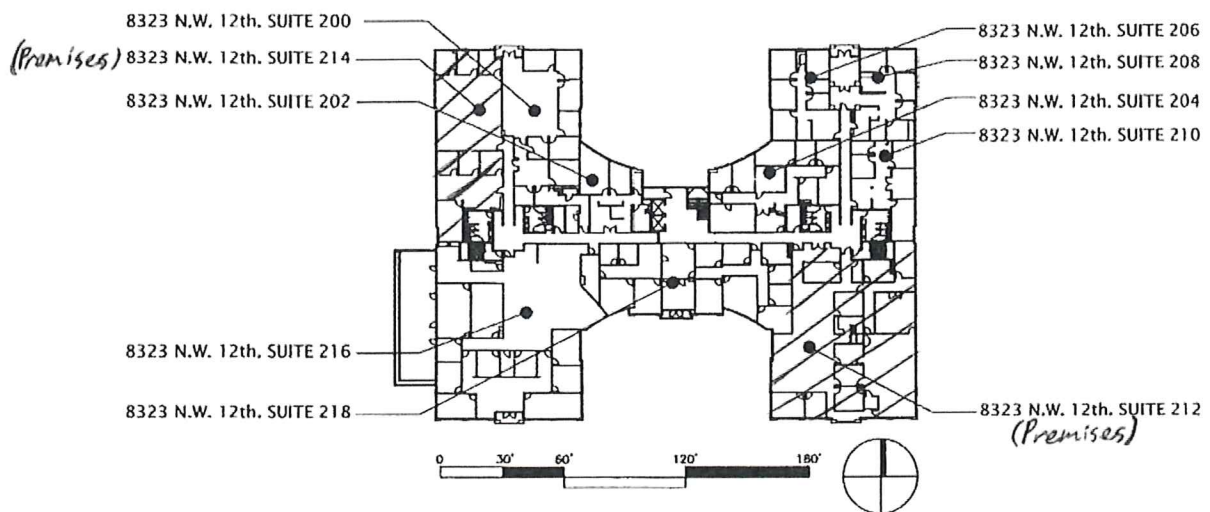 8323 N.W. 12th. SUITE 200
(Premises) 8323 N.W. 12th. SUITE 214
8323 N.W. 12th. SUITE 202
8323 N.W. 12th. SUITE 216
8323 N.W. 12th. SUITE 218
8323 N.W. 12th. SUITE 206
8323 N.W. 12th. SUITE 208
8323 N.W. 12th. SUITE 204
8323 N.W. 12th. SUITE 210
8323 N.W. 12th. SUITE 212
(Premises)
0 30' 60' 120' 180'